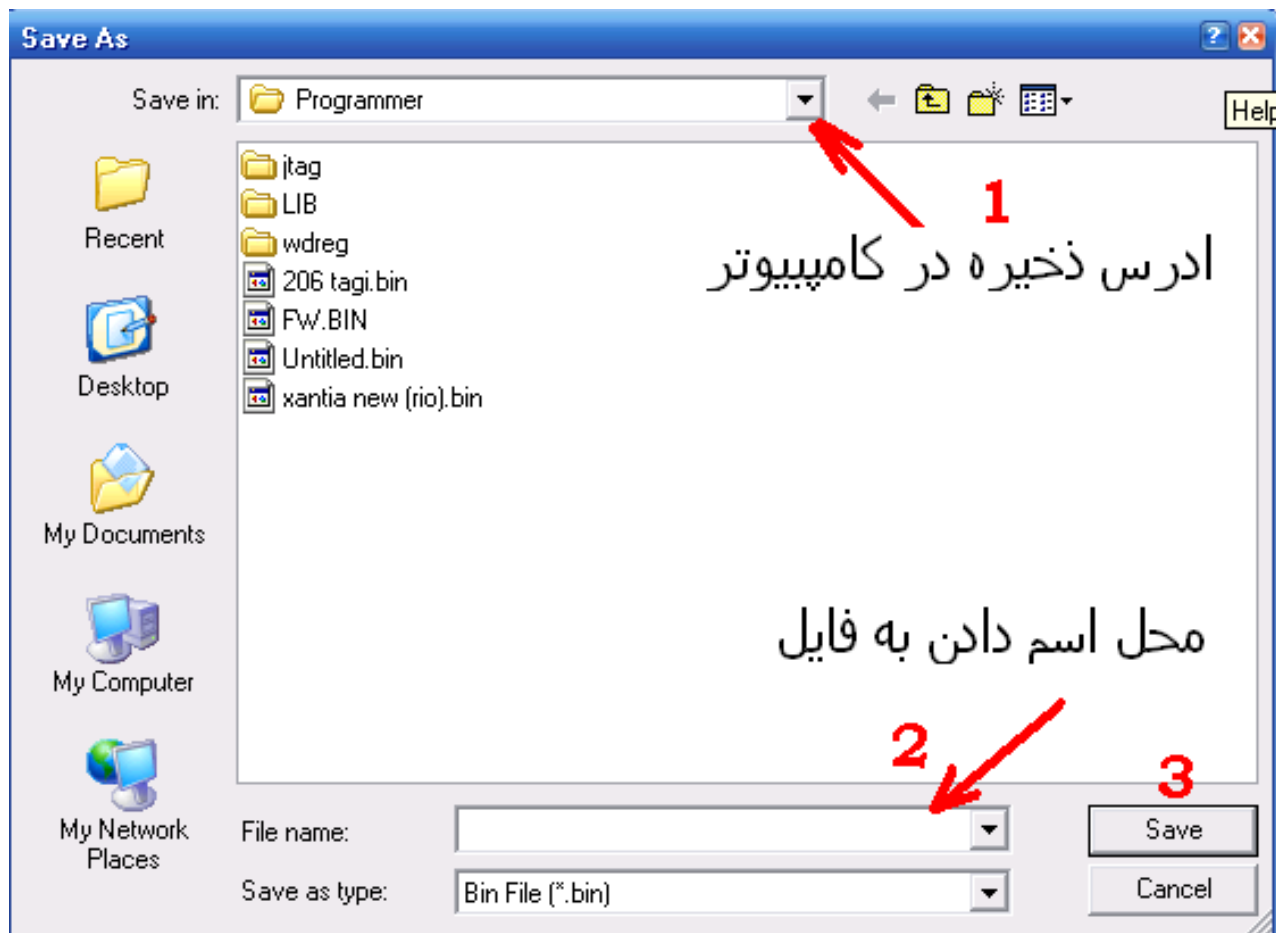 Save As
Save in:
Programmer
Help
jtag
LIB
wdreg
206 tagi.bin
FW.BIN
Untitled.bin
xantia new (rio).bin
Recent
Desktop
My Documents
My Computer
My Network
Places
1
ادرس ذخیره در کامپییوتر
محل اسم دادن به فایل
2
3
File name:
Save
Save as type:
Bin File (*.bin)
Cancel